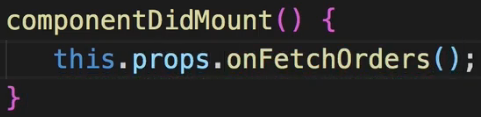 componentDidMount() {
this.props.onFetchOrders();
}